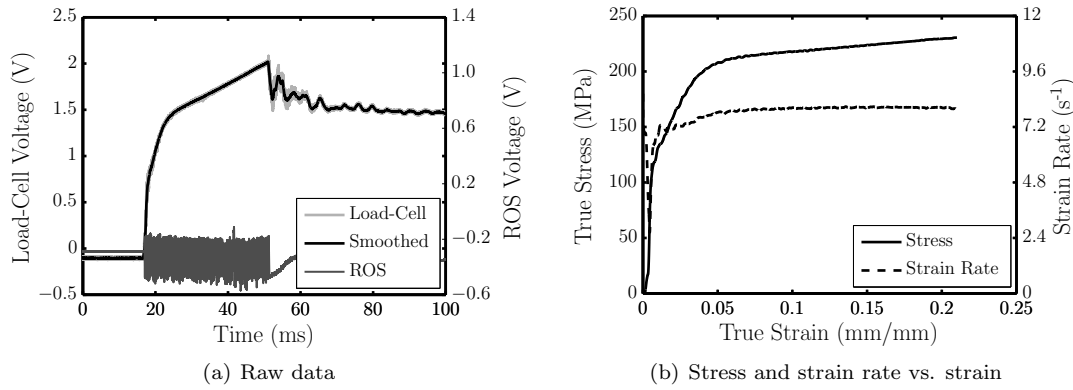 2.5
2
1.5
1
0.5
0
−0.5
Load-Cell Voltage (V)
1.4
1.0
0.6
0.2
−0.2
−0.6
ROS Voltage (V)
Load-Cell
Smoothed
ROS
0 20 40 60 80 100
Time (ms)
(a) Raw data
250
200
150
100
50
0
True Stress (MPa)
12
9.6
7.2
4.8
2.4
0
Strain Rate (s-1)
Stress
Strain Rate
0 0.05 0.1 0.15 0.2 0.25
True Strain (mm/mm)
(b) Stress and strain rate vs. strain